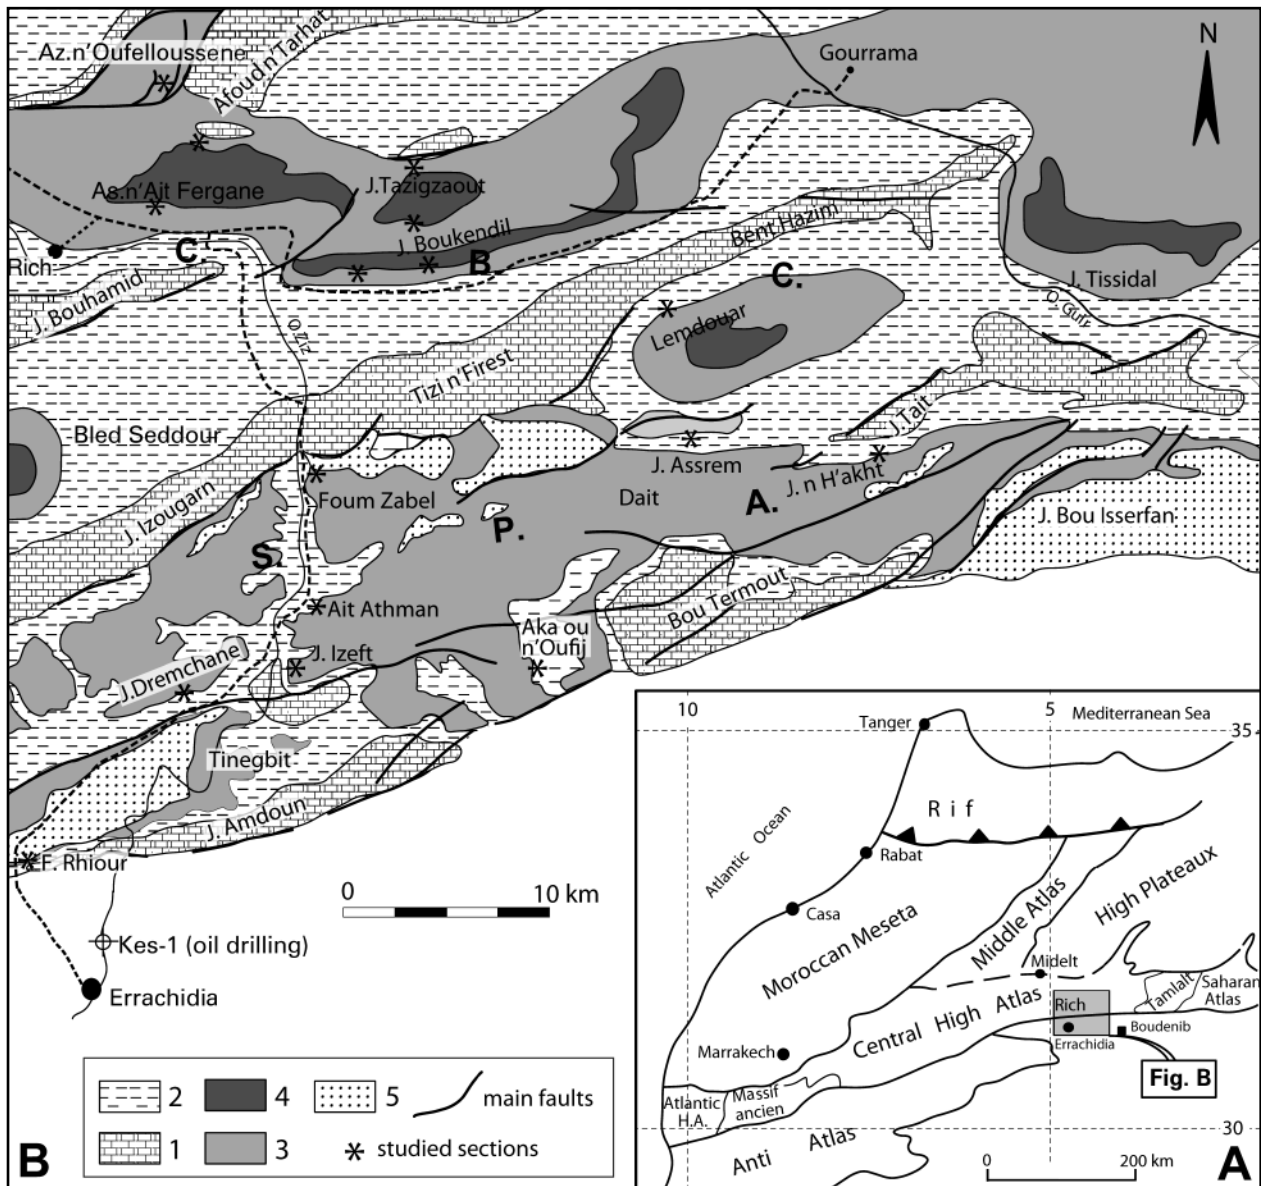 Az.n'Oufelloussene
Afoud n'Tarhat
Gourrama
N
As.n'Ait Fergane
J.Tazigzaout
J. Boukendil
B.
Bent Hazim
C.
Rich
J. Bouhamid
O.Ziz
C.
J. Tissidal
O. Guir
Lemdouar
Tizi n'Firest
J.Tait
Bled Seddour
J. Assrem
J. n H'akht
Foum Zabel
Dait
A.
J. Izougarn
P.
J. Bou Isserfan
S.
Ait Athman
Bou Termout
Aka ou
n'Oufij
J. Izeft
J.Dremchane
Tinegbit
J. Amdoun
F. Rhiour
0 10 km
Kes-1 (oil drilling)
Errachidia
2 4 5 main faults
1 3 studied sections
B
10 5
Mediterranean Sea
35
Tanger
Atlantic Ocean
Rif
Rabat
Casa
Moroccan Meseta
Middle Atlas
High Plateaux
Midelt
Tamlalt
Saharan
Atlas
Central High Atlas
Rich
Errachidia
Boudenib
Marrakech
Fig. B
Atlantic
H.A.
Massif
ancien
Anti Atlas
30
0 200 km
A